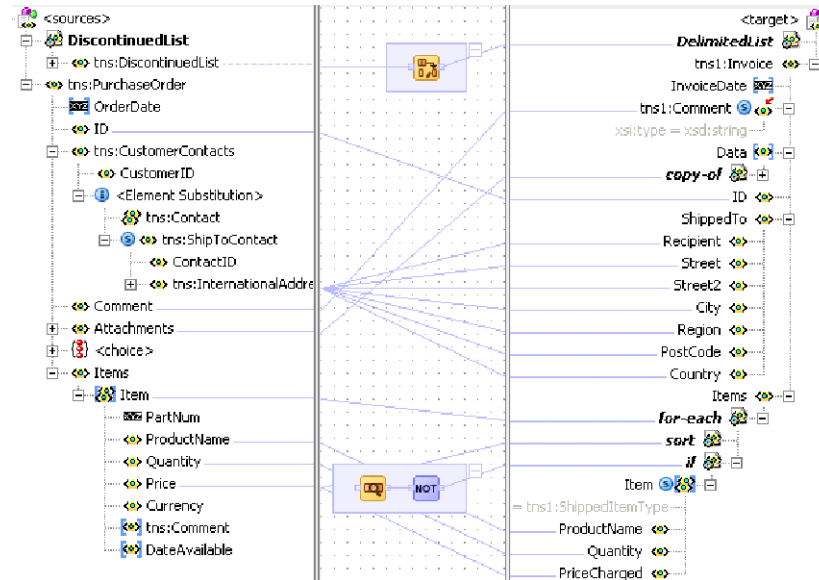 <sources>
DiscontinuedList
tns:DiscontinuedList
tns:PurchaseOrder
OrderDate
ID
tns:CustomerContacts
CustomerID
<Element Substitution>
tns:Contact
tns:ShipToContact
ContactID
tns:InternationalAddre
Comment
Attachments
<choice>
Items
Item
PartNum
ProductName
Quantity
Price
Currency
tns:Comment
DateAvailable
NOT
<target>
DelimitedList
tns1:Invoice
InvoiceDate
tns1:Comment
xsi:type = xsd:string
Data
copy-of
ID
ShippedTo
Recipient
Street
Street2
City
Region
PostCode
Country
Items
for-each
sort
if
Item
= tns1:ShippedItemType
ProductName
Quantity
PriceCharged